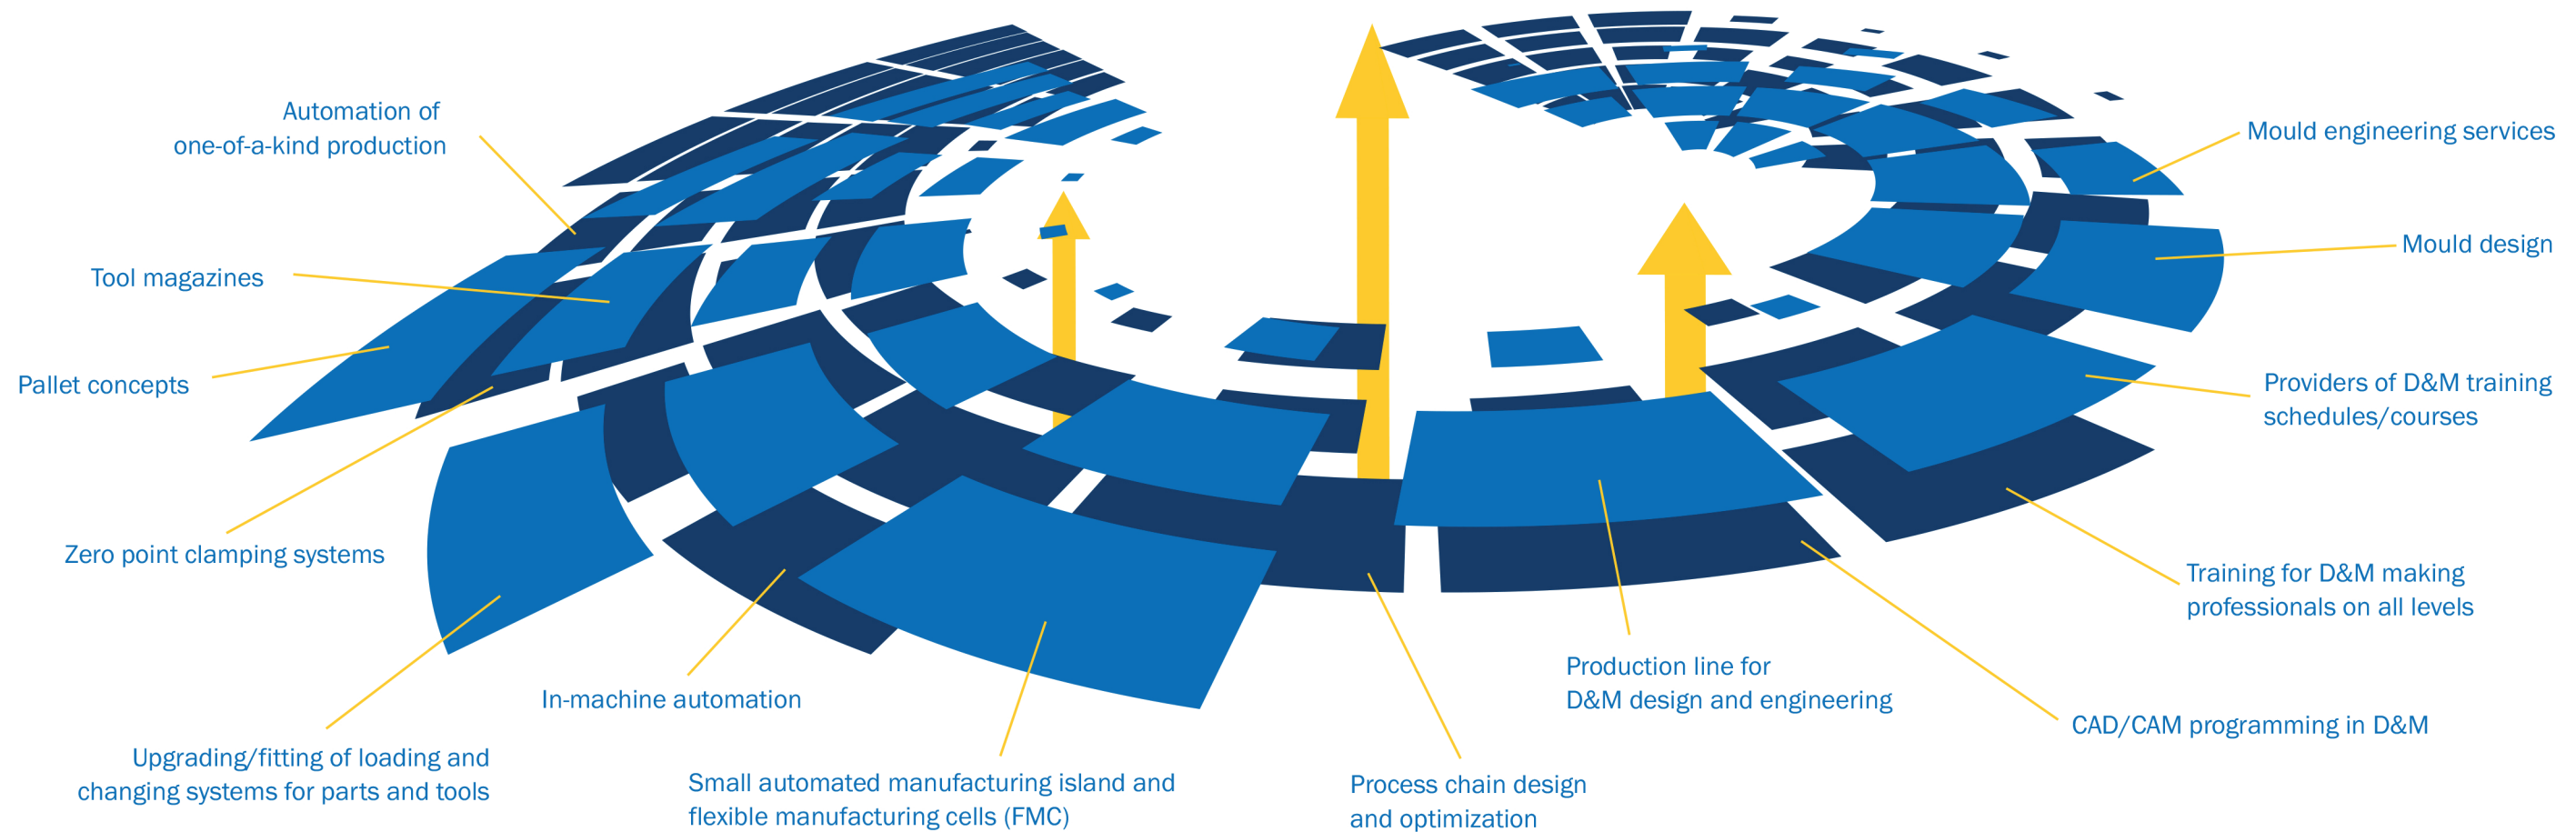 Automation of
one-of-a-kind production
Tool magazines
Pallet concepts
Zero point clamping systems
Upgrading/fitting of loading and
changing systems for parts and tools
In-machine automation
Small automated manufacturing island and
flexible manufacturing cells (FMC)
Process chain design
and optimization
Production line for
D&M design and engineering
CAD/CAM programming in D&M
Training for D&M making
professionals on all levels
Providers of D&M training
schedules/courses
Mould design
Mould engineering services